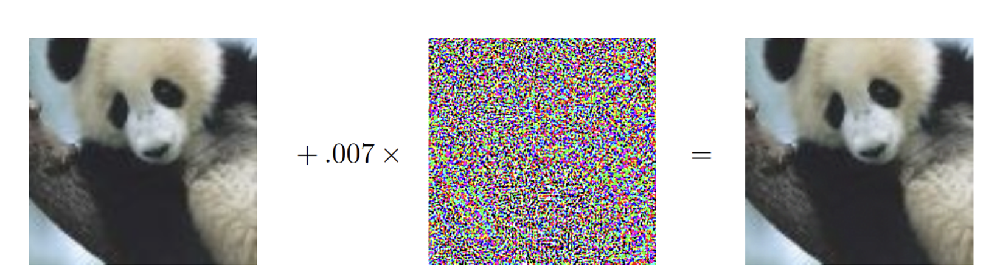 + .007 × =